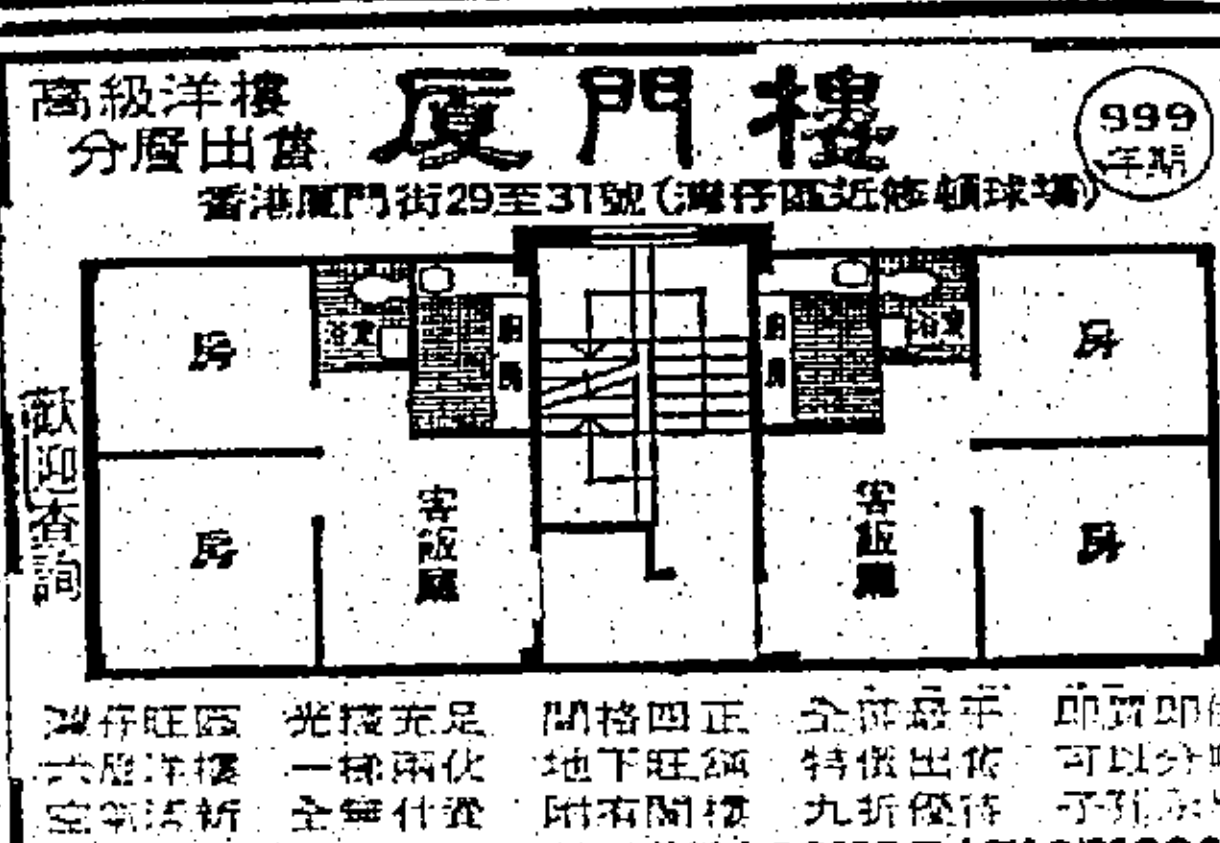 高級洋樓
分層出售
厦門樓
999
年期
香港厦門街29至31號(灣仔區近修頓球場)
歡迎查詢
房
浴室
廚房
廚房
浴室
房
房
客飯廳
客飯廳
房
灣仔旺區 光猛充足 間格四正 全街最平 即買即住
六層洋樓 一梯兩伙 地下旺舖 特價出售 可以分期
空氣清新 全無什費 附有閣樓 九折優待